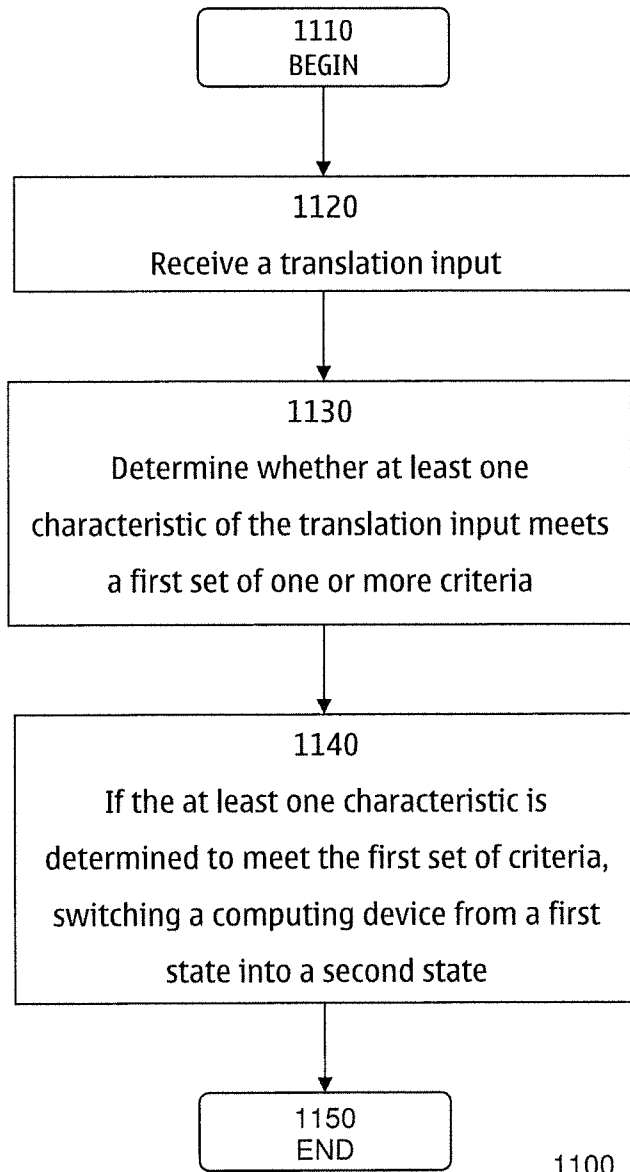 1110
BEGIN
1120
Receive a translation input
1130
Determine whether at least one
characteristic of the translation input meets
a first set of one or more criteria
1140
If the at least one characteristic is
determined to meet the first set of criteria,
switching a computing device from a first
state into a second state
1150
END
1100